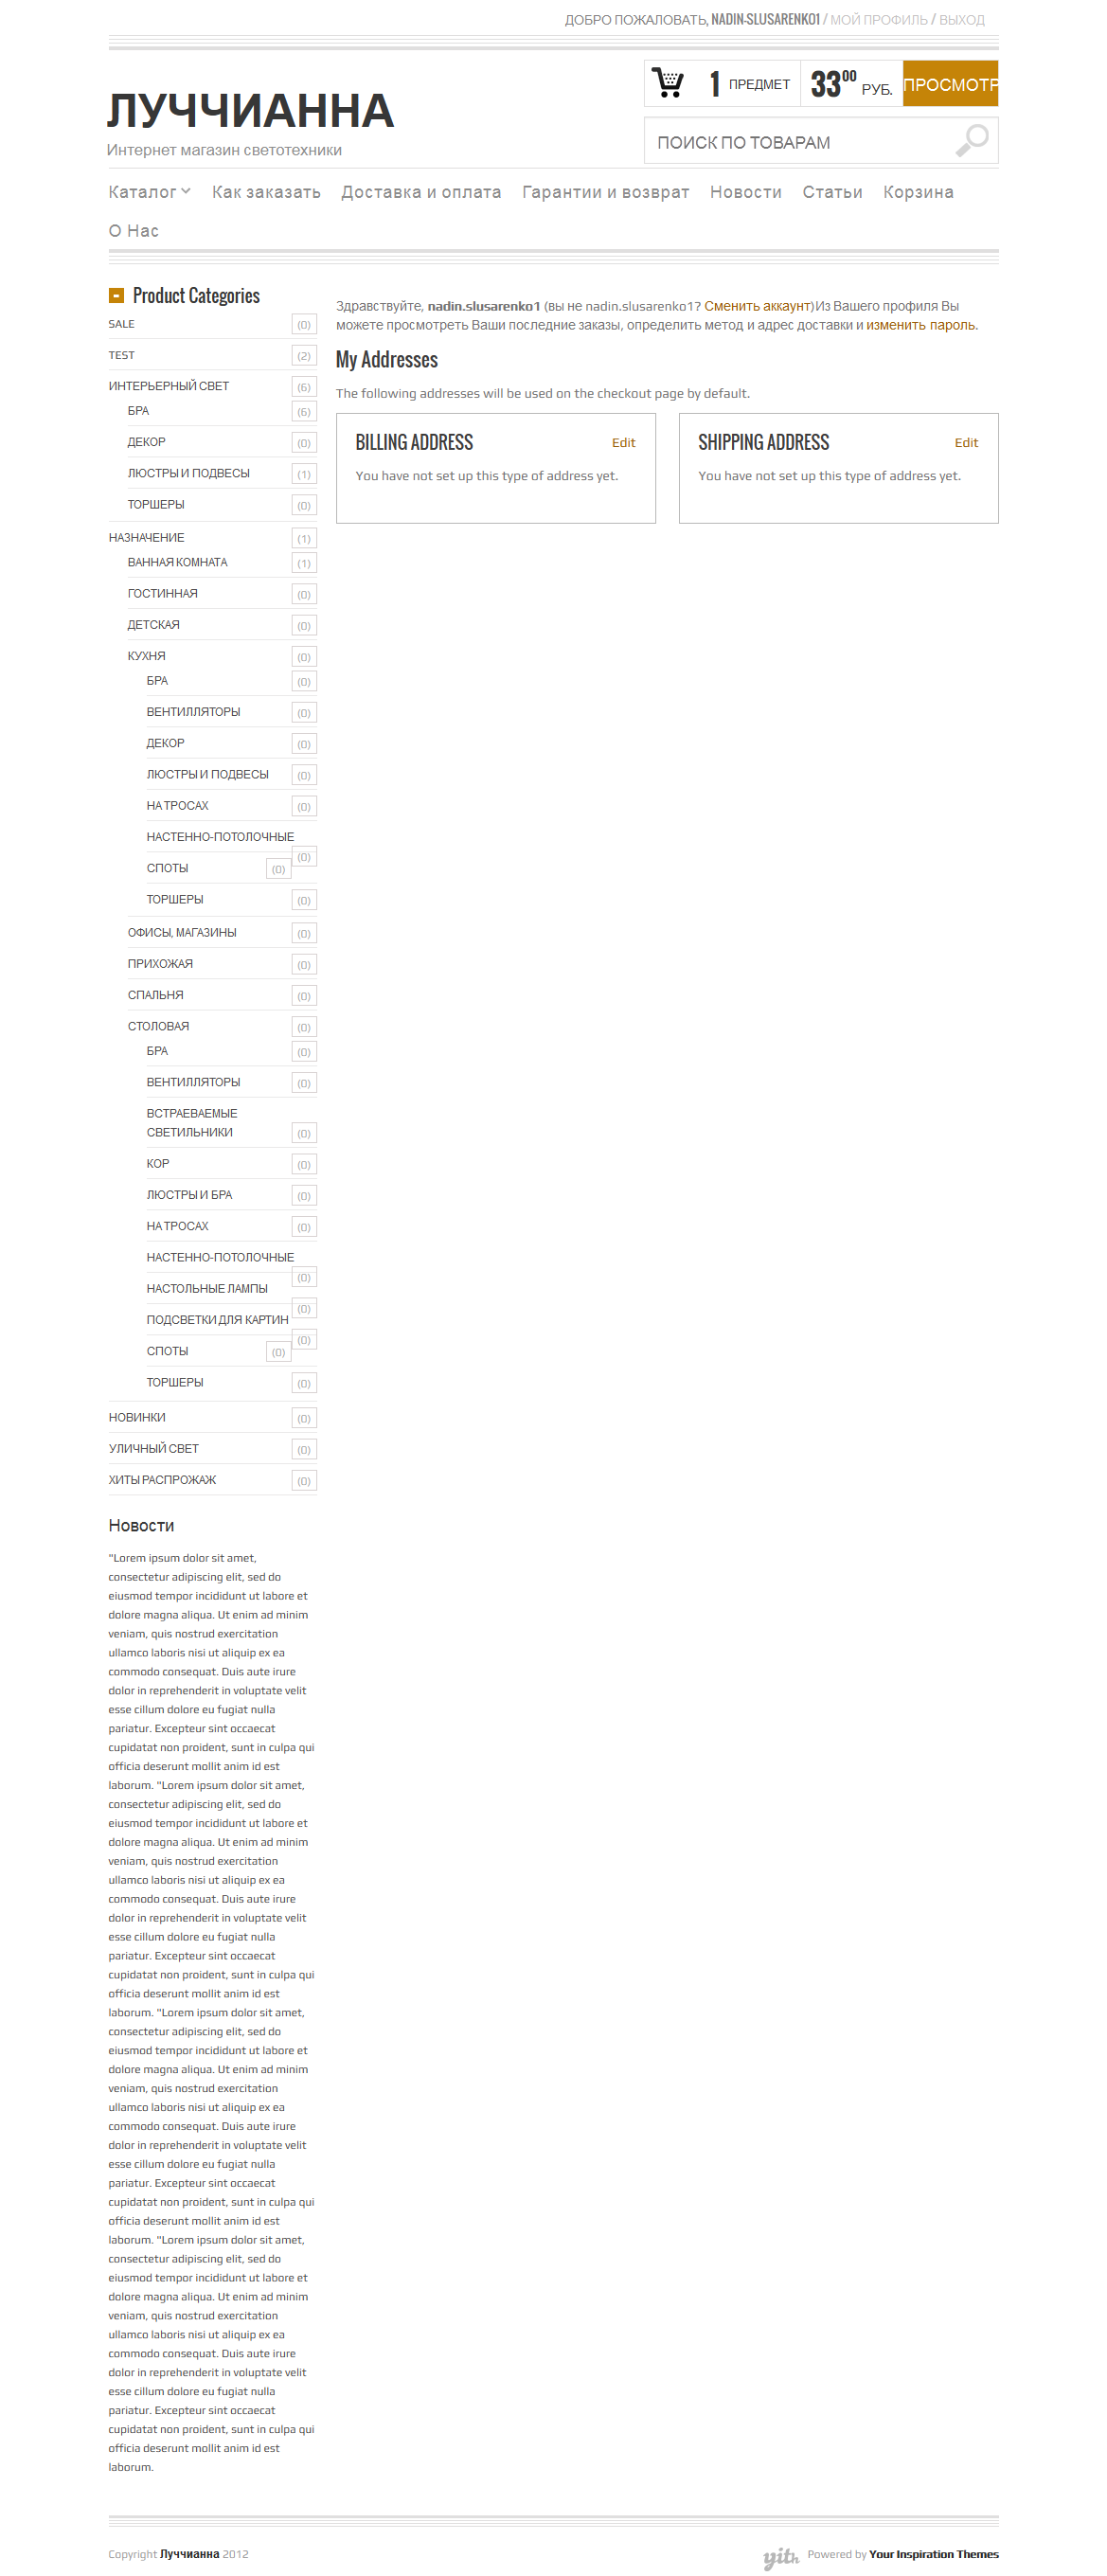 ДОБРО ПОЖАЛОВАТЬ, NADIN-SLUSARENKO1 / МОЙ ПРОФИЛЬ / ВЫХОД
1 ПРЕДМЕТ 33 00 РУБ. ПРОСМОТР
ЛУЧЧИАННА
Интернет магазин светотехники
ПОИСК ПО ТОВАРАМ
Каталог Как заказать Доставка и оплата Гарантии и возврат Новости Статьи Корзина
О Нас
Product Categories
SALE (0)
TEST (2)
ИНТЕРЬЕРНЫЙ СВЕТ (6)
БРА (6)
ДЕКОР (0)
ЛЮСТРЫ И ПОДВЕСЫ (1)
ТОРШЕРЫ (0)
НАЗНАЧЕНИЕ (1)
ВАННАЯ КОМНАТА (1)
ГОСТИННАЯ (0)
ДЕТСКАЯ (0)
КУХНЯ (0)
БРА (0)
ВЕНТИЛЛЯТОРЫ (0)
ДЕКОР (0)
ЛЮСТРЫ И ПОДВЕСЫ (0)
НА ТРОСАХ (0)
НАСТЕННО-ПОТОЛОЧНЫЕ (0)
СПОТЫ (0)
ТОРШЕРЫ (0)
ОФИСЫ, МАГАЗИНЫ (0)
ПРИХОЖАЯ (0)
СПАЛЬНЯ (0)
СТОЛОВАЯ (0)
БРА (0)
ВЕНТИЛЛЯТОРЫ (0)
ВСТРАЕВАЕМЫЕ
СВЕТИЛЬНИКИ (0)
КОР (0)
ЛЮСТРЫ И БРА (0)
НА ТРОСАХ (0)
НАСТЕННО-ПОТОЛОЧНЫЕ (0)
НАСТОЛЬНЫЕ ЛАМПЫ (0)
ПОДСВЕТКИ ДЛЯ КАРТИН (0)
СПОТЫ (0)
ТОРШЕРЫ (0)
НОВИНКИ (0)
УЛИЧНЫЙ СВЕТ (0)
ХИТЫ РАСПРОЖАЖ (0)
Новости
"Lorem ipsum dolor sit amet,
consectetur adipiscing elit, sed do
eiusmod tempor incididunt ut labore et
dolore magna aliqua. Ut enim ad minim
veniam, quis nostrud exercitation
ullamco laboris nisi ut aliquip ex ea
commodo consequat. Duis aute irure
dolor in reprehenderit in voluptate velit
esse cillum dolore eu fugiat nulla
pariatur. Excepteur sint occaecat
cupidatat non proident, sunt in culpa qui
officia deserunt mollit anim id est
laborum. "Lorem ipsum dolor sit amet,
consectetur adipiscing elit, sed do
eiusmod tempor incididunt ut labore et
dolore magna aliqua. Ut enim ad minim
veniam, quis nostrud exercitation
ullamco laboris nisi ut aliquip ex ea
commodo consequat. Duis aute irure
dolor in reprehenderit in voluptate velit
esse cillum dolore eu fugiat nulla
pariatur. Excepteur sint occaecat
cupidatat non proident, sunt in culpa qui
officia deserunt mollit anim id est
laborum. "Lorem ipsum dolor sit amet,
consectetur adipiscing elit, sed do
eiusmod tempor incididunt ut labore et
dolore magna aliqua. Ut enim ad minim
veniam, quis nostrud exercitation
ullamco laboris nisi ut aliquip ex ea
commodo consequat. Duis aute irure
dolor in reprehenderit in voluptate velit
esse cillum dolore eu fugiat nulla
pariatur. Excepteur sint occaecat
cupidatat non proident, sunt in culpa qui
officia deserunt mollit anim id est
laborum. "Lorem ipsum dolor sit amet,
consectetur adipiscing elit, sed do
eiusmod tempor incididunt ut labore et
dolore magna aliqua. Ut enim ad minim
veniam, quis nostrud exercitation
ullamco laboris nisi ut aliquip ex ea
commodo consequat. Duis aute irure
dolor in reprehenderit in voluptate velit
esse cillum dolore eu fugiat nulla
pariatur. Excepteur sint occaecat
cupidatat non proident, sunt in culpa qui
officia deserunt mollit anim id est
laborum.
Здравствуйте, nadin.slusarenko1 (вы не nadin.slusarenko1? Сменить аккаунт)Из Вашего профиля Вы
можете просмотреть Ваши последние заказы, определить метод и адрес доставки и изменить пароль.
My Addresses
The following addresses will be used on the checkout page by default.
BILLING ADDRESS Edit
You have not set up this type of address yet.
SHIPPING ADDRESS Edit
You have not set up this type of address yet.
Copyright Луччианна 2012
yith Powered by Your Inspiration Themes